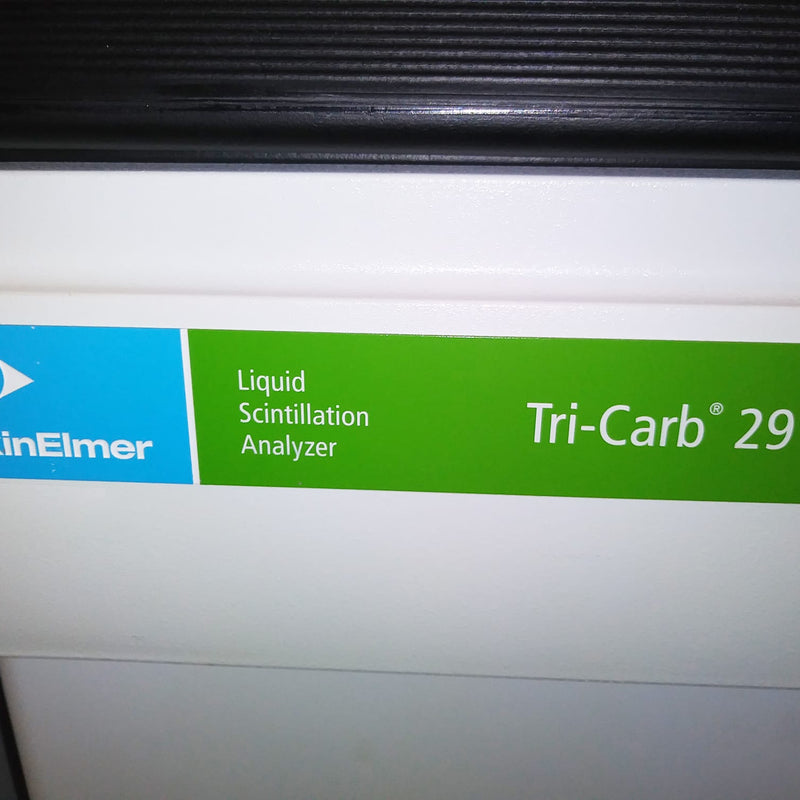 kinElmer
Liquid
Scintillation
Analyzer
Tri-Carb® 29